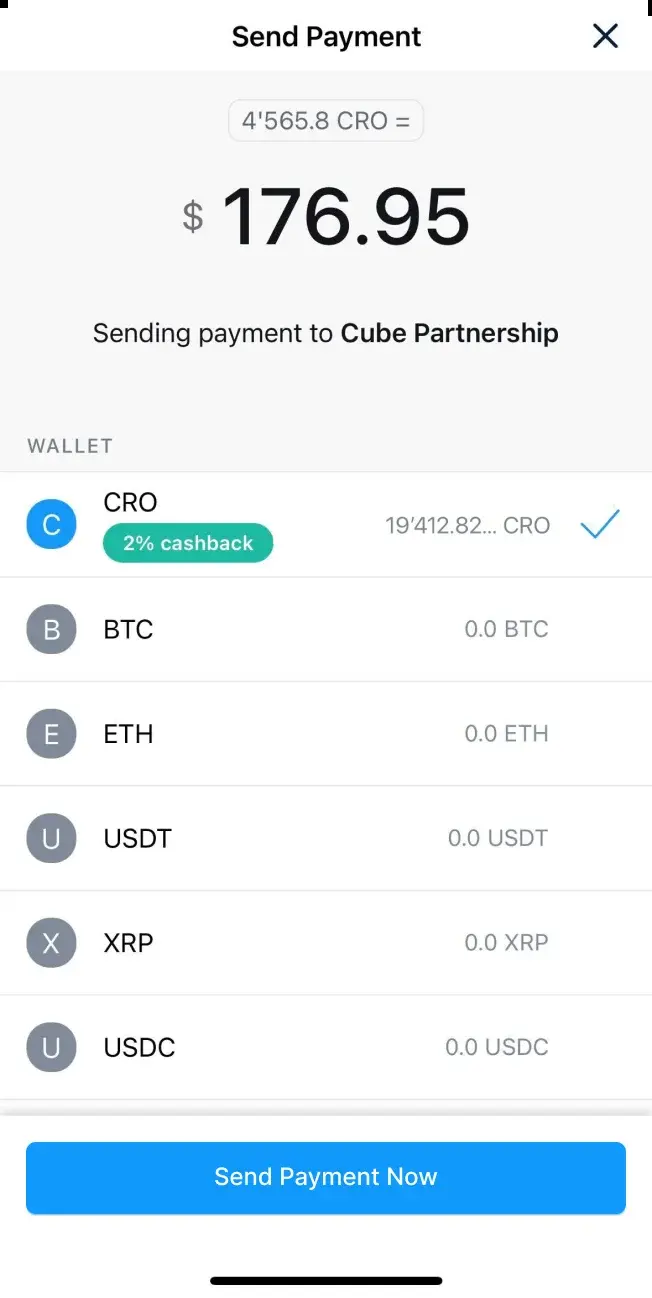 Send Payment
4'565.8 CRO =
$ 176.95
Sending payment to Cube Partnership
WALLET
C CRO
2% cashback
19’412.82... CRO
B BTC 0.0 BTC
E ETH 0.0 ETH
U USDT 0.0 USDT
X XRP 0.0 XRP
U USDC 0.0 USDC
Send Payment Now